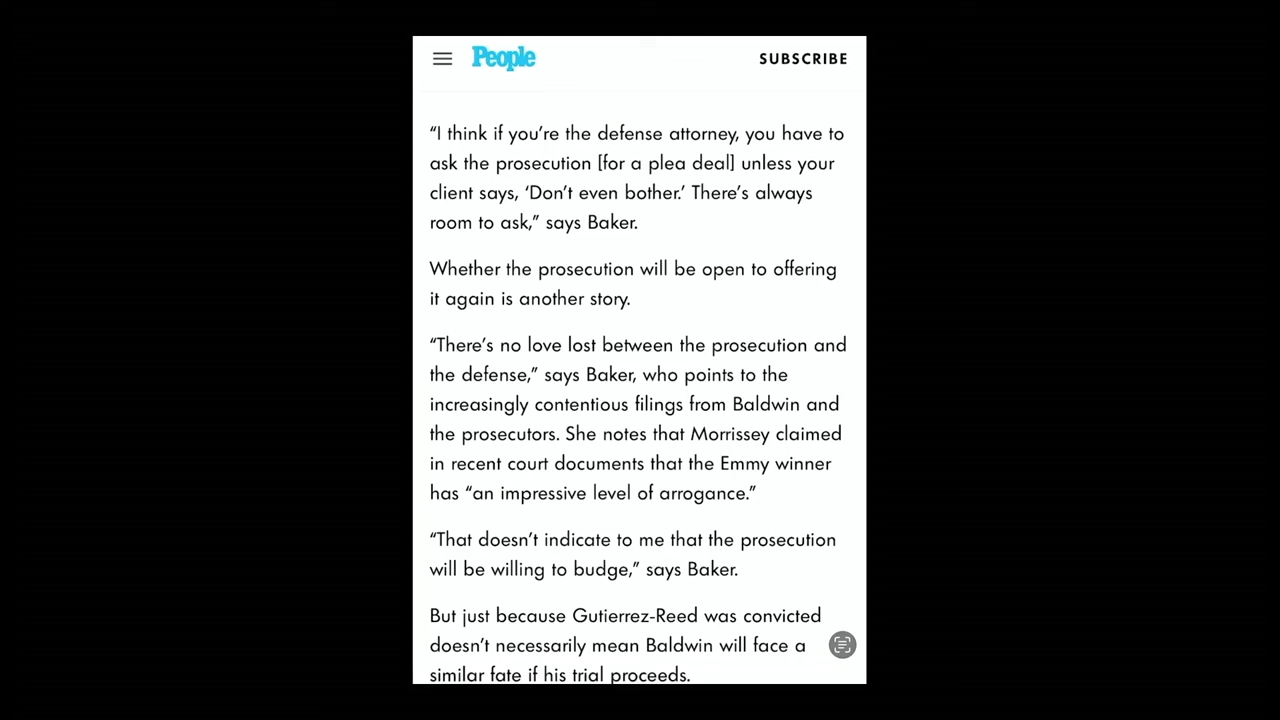 People
SUBSCRIBE
“I think if you’re the defense attorney, you have to
ask the prosecution [for a plea deal] unless your
client says, ‘Don’t even bother.’ There’s always
room to ask,” says Baker.
Whether the prosecution will be open to offering
it again is another story.
“There’s no love lost between the prosecution and
the defense,” says Baker, who points to the
increasingly contentious filings from Baldwin and
the prosecutors. She notes that Morrissey claimed
in recent court documents that the Emmy winner
has “an impressive level of arrogance.”
“That doesn’t indicate to me that the prosecution
will be willing to budge,” says Baker.
But just because Gutierrez-Reed was convicted
doesn’t necessarily mean Baldwin will face a
similar fate if his trial proceeds.